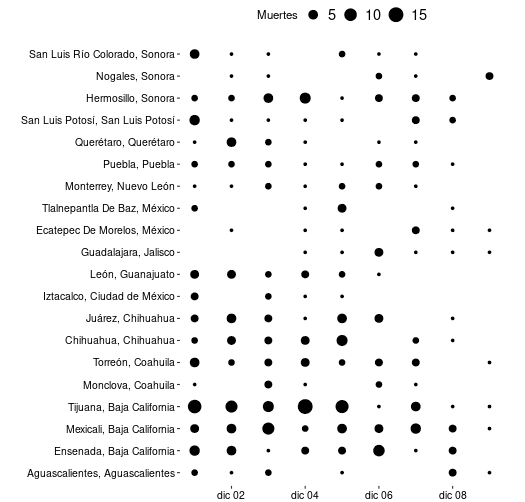 Muertes 5 10 15
San Luis Río Colorado, Sonora
Nogales, Sonora
Hermosillo, Sonora
San Luis Potosí, San Luis Potosí
Querétaro, Querétaro
Puebla, Puebla
Monterrey, Nuevo León
Tlalnepantla De Baz, México
Ecatepec De Morelos, México
Guadalajara, Jalisco
León, Guanajuato
Iztacalco, Ciudad de México
Juárez, Chihuahua
Chihuahua, Chihuahua
Torreón, Coahuila
Monclova, Coahuila
Tijuana, Baja California
Mexicali, Baja California
Ensenada, Baja California
Aguascalientes, Aguascalientes
dic 02 dic 04 dic 06 dic 08